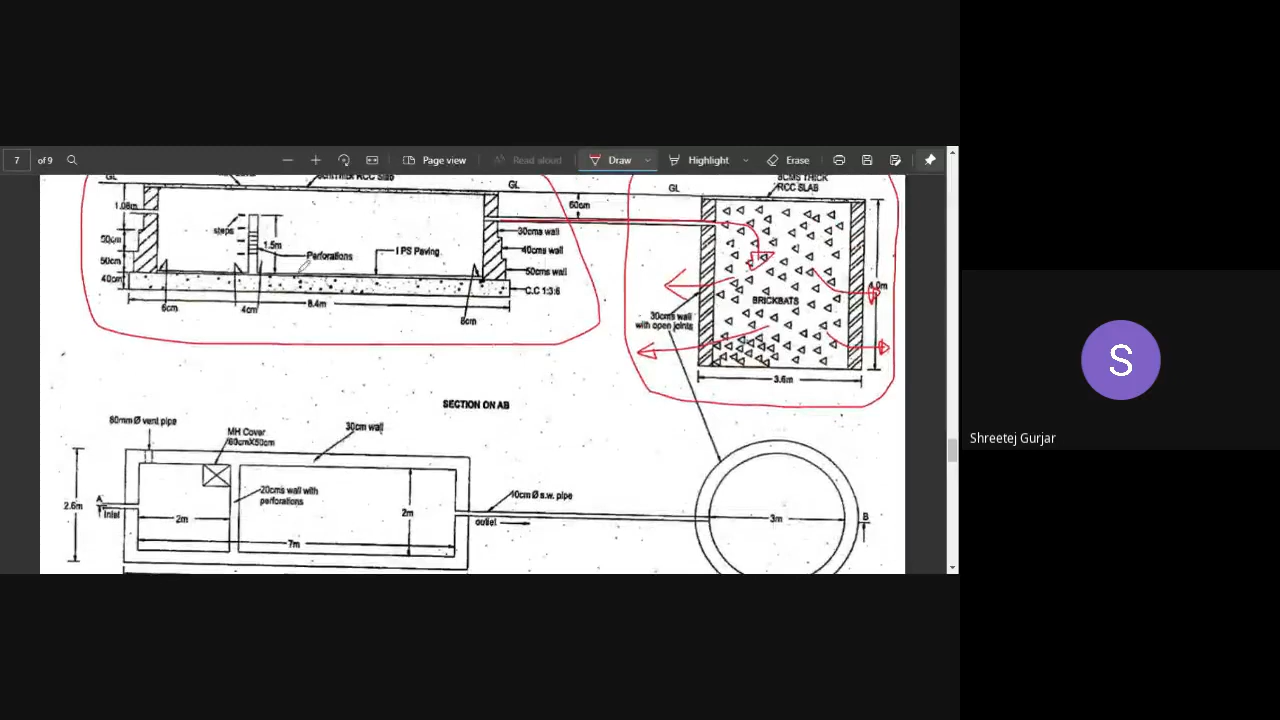 7 of 9 Page view Read aloud Draw Highlight Erase
GL
RCC Slab
GL
GL
8CMS THICK
RCC SLAB
1.08m
60cm
steps
50cm
1.5m
Perforations
I PS Paving
30cms wall
40cms wall
50cm
50cms wall
40cm
C.C 1:3:6
8.4m
6cm
4cm
6cm
BRICKBATS
30cms wall
with open joints
3.6m
SECTION ON AB
80mm Ø vent pipe
MH Cover
60cmX50cm
30cm wall
20cms wall with
perforations
2.6m
A
Inlet
2m
2m
7m
10cm Ø s.w. pipe
outlet
3m
B
S
Shreetej Gurjar